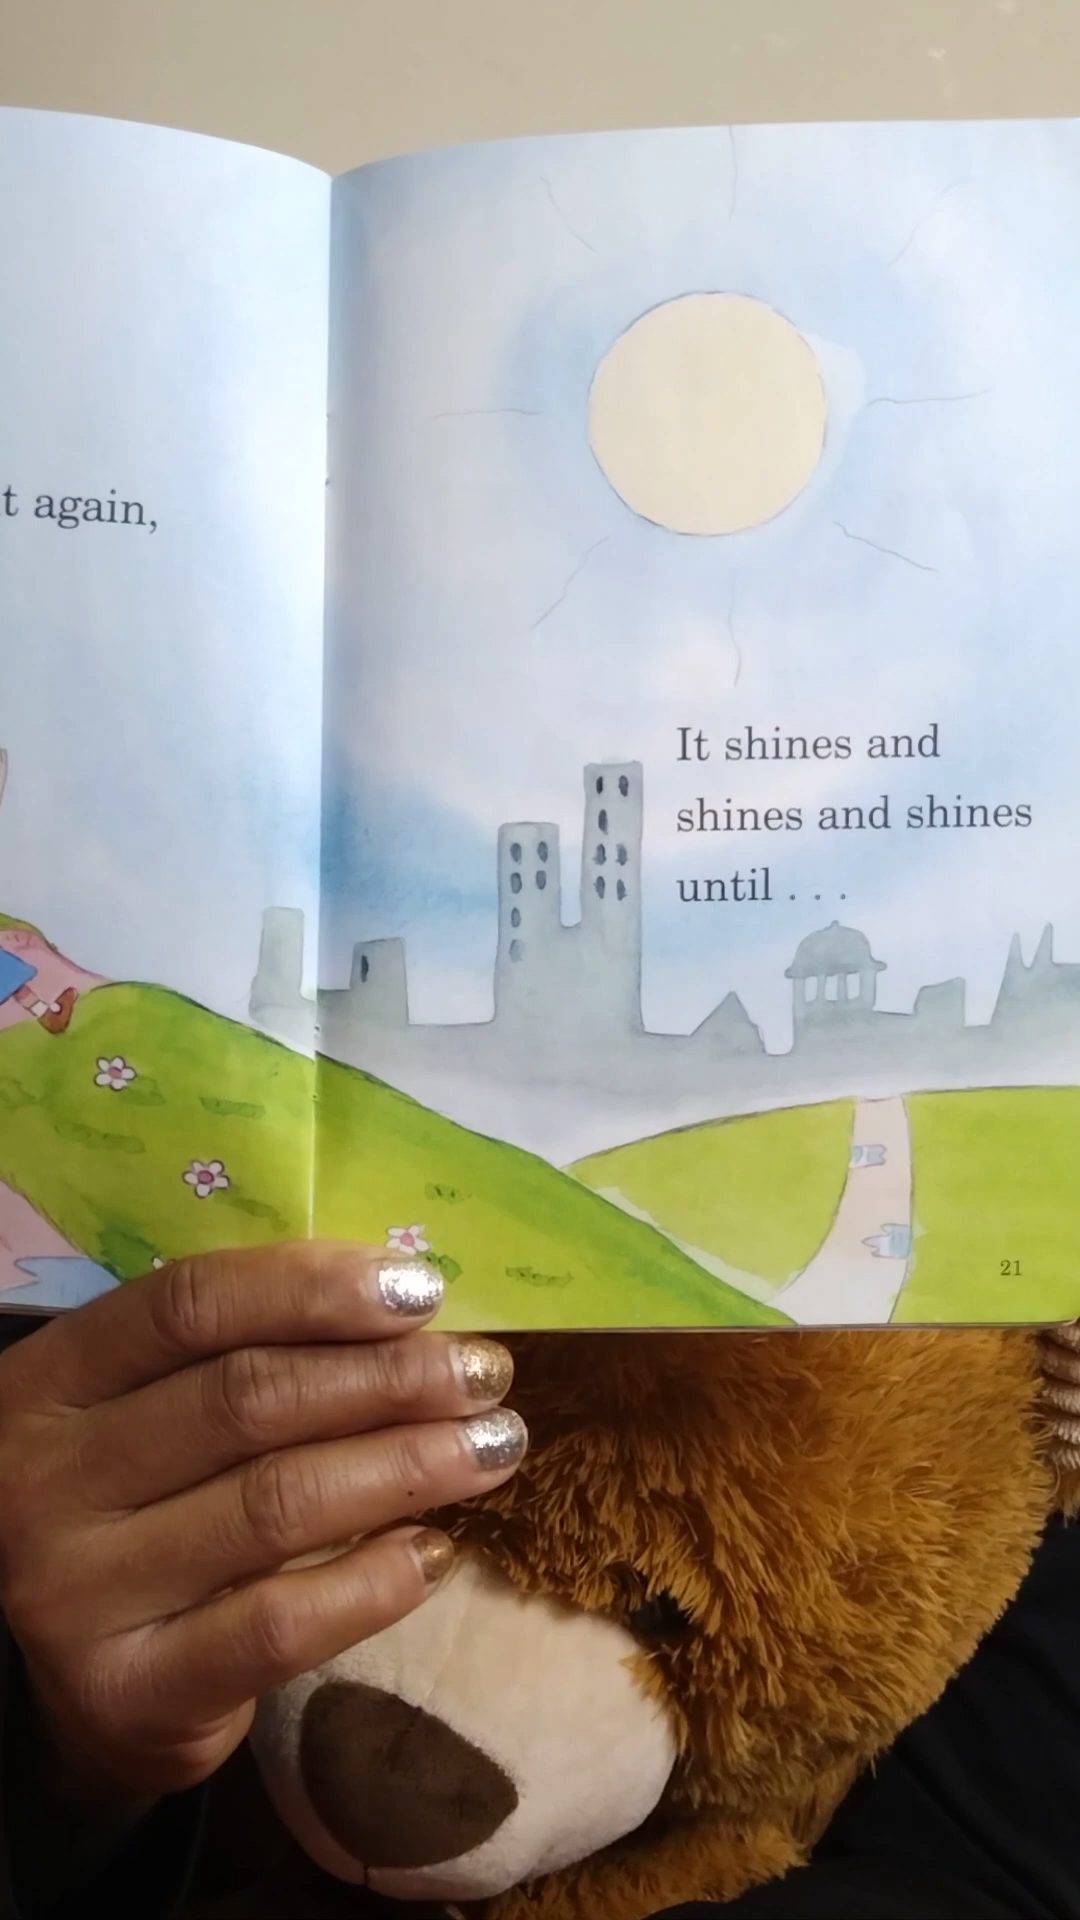 again,
It shines and
shines and shines
until . . .
21